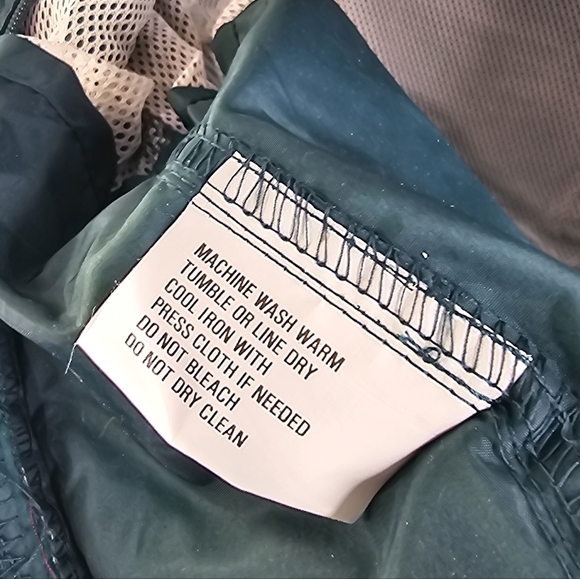 MACHINE WASH WARM
TUMBLE OR LINE DRY
COOL IRON WITH
PRESS CLOTH IF NEEDED
DO NOT BLEACH
DO NOT DRY CLEAN